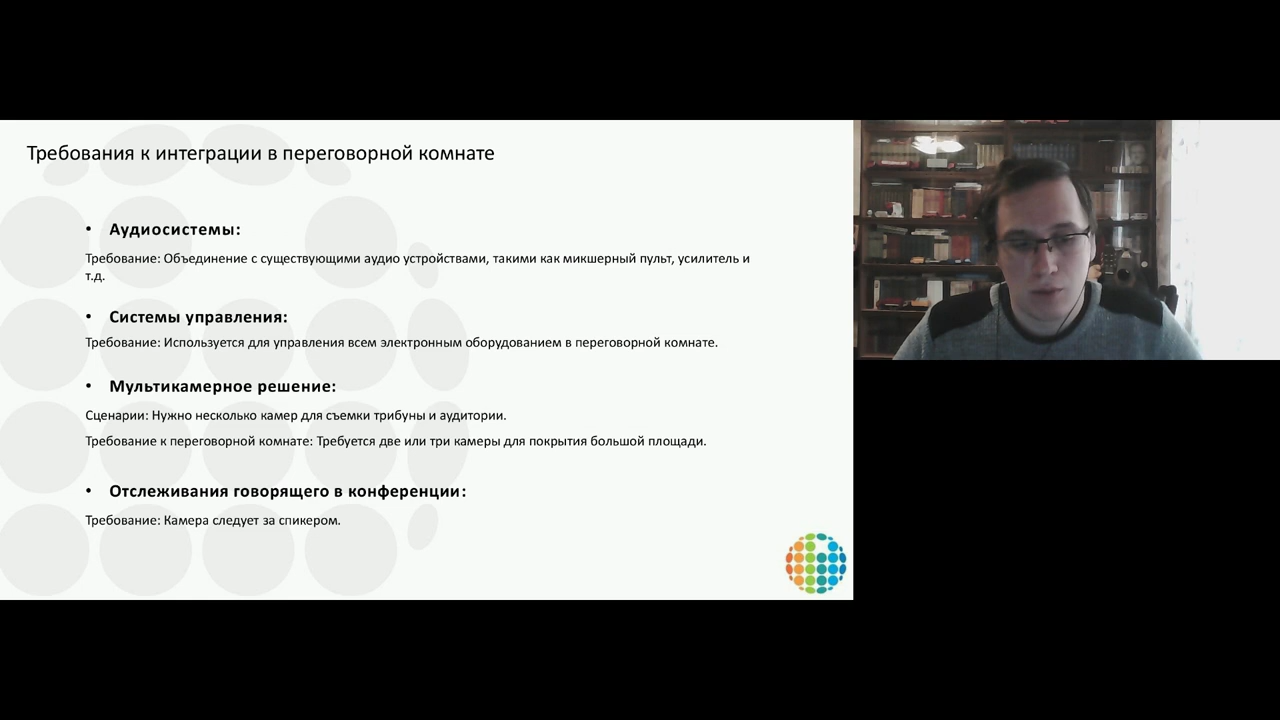 Требования к интеграции в переговорной комнате
• Аудиосистемы:
Требование: Объединение с существующими аудио устройствами, такими как микшерный пульт, усилитель и
т.д.
• Системы управления:
Требование: Используется для управления всем электронным оборудованием в переговорной комнате.
• Мультикамерное решение:
Сценарии: Нужно несколько камер для съемки трибуны и аудитории.
Требование к переговорной комнате: Требуется две или три камеры для покрытия большой площади.
• Отслеживания говорящего в конференции:
Требование: Камера следует за спикером.